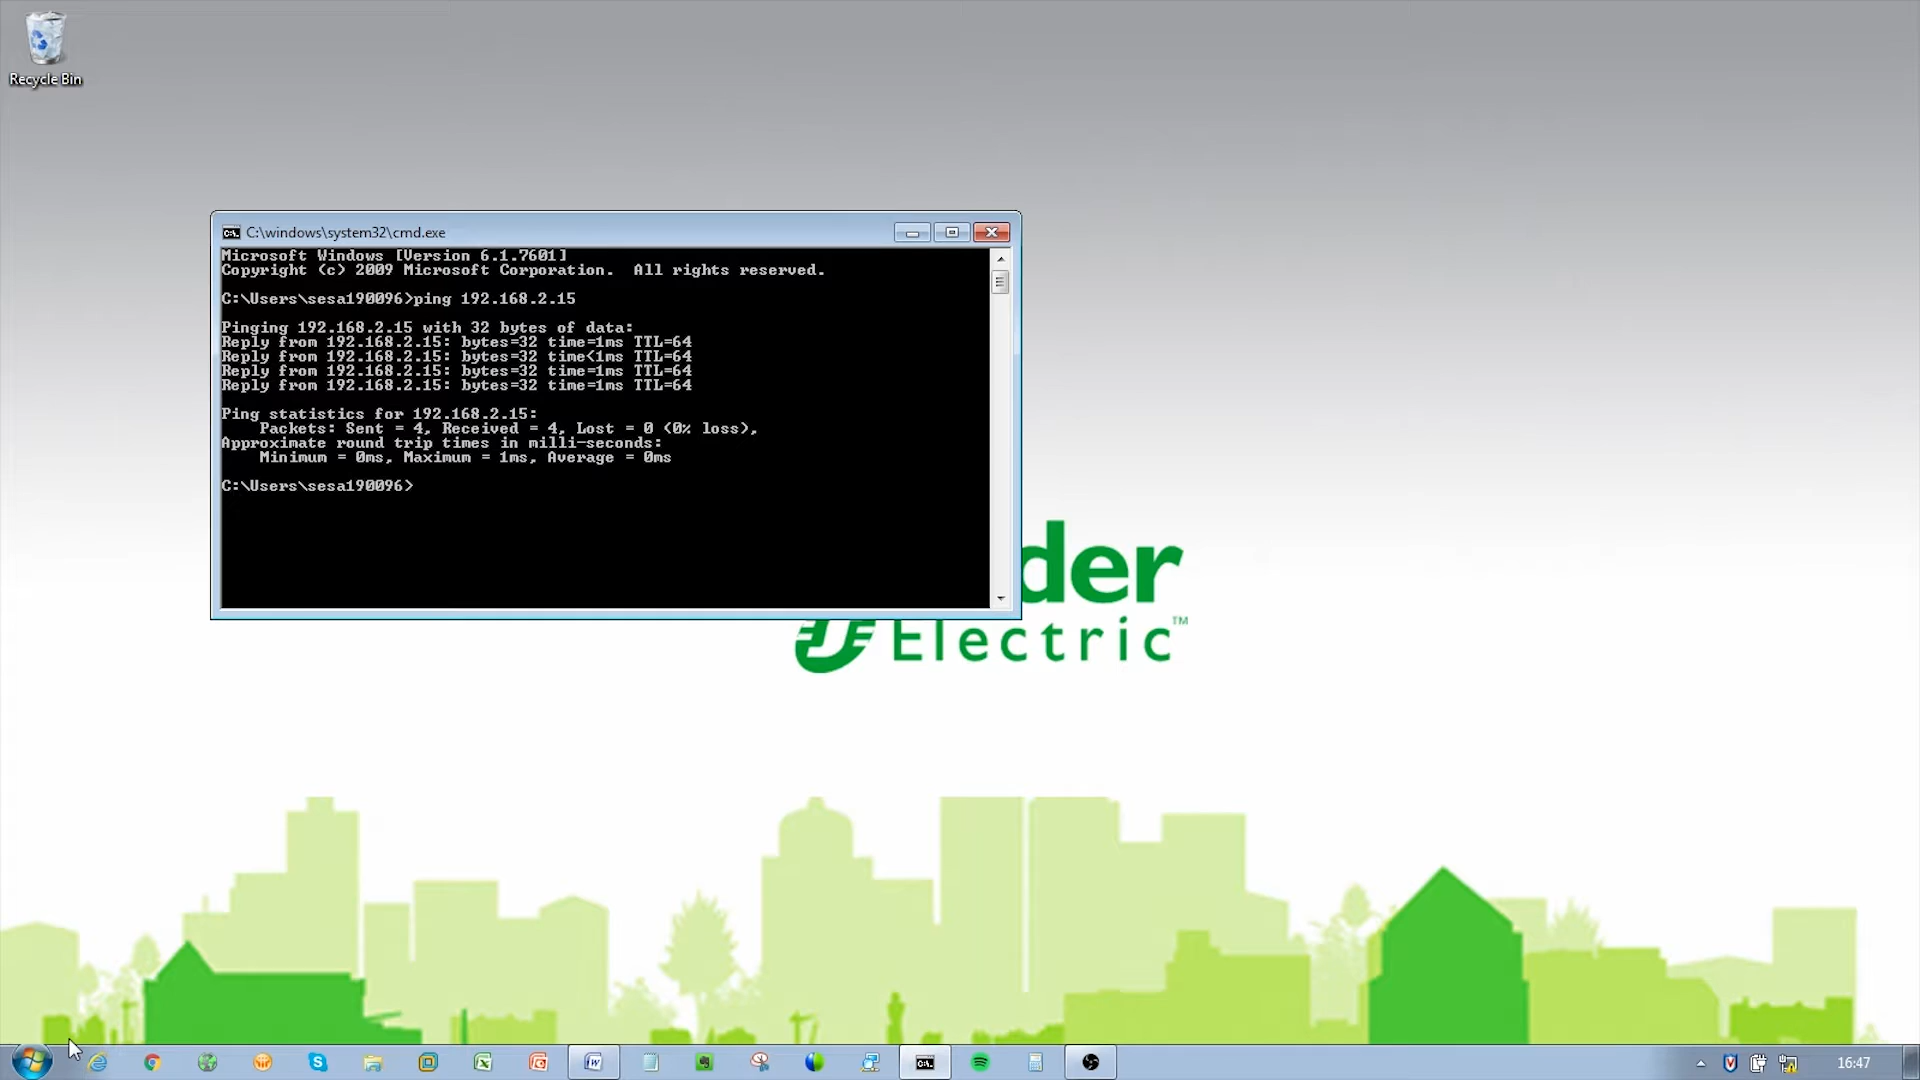 Recycle Bin
C:\windows\system32\cmd.exe
Microsoft Windows [Version 6.1.7601]
Copyright (c) 2009 Microsoft Corporation.  All rights reserved.
C:\Users\sesa190096>ping 192.168.2.15
Pinging 192.168.2.15 with 32 bytes of data:
Reply from 192.168.2.15: bytes=32 time=1ms TTL=64
Reply from 192.168.2.15: bytes=32 time<1ms TTL=64
Reply from 192.168.2.15: bytes=32 time=1ms TTL=64
Reply from 192.168.2.15: bytes=32 time=1ms TTL=64
Ping statistics for 192.168.2.15:
    Packets: Sent = 4, Received = 4, Lost = 0 (0% loss),
Approximate round trip times in milli-seconds:
    Minimum = 0ms, Maximum = 1ms, Average = 0ms
C:\Users\sesa190096>
der
Electric™
16:47